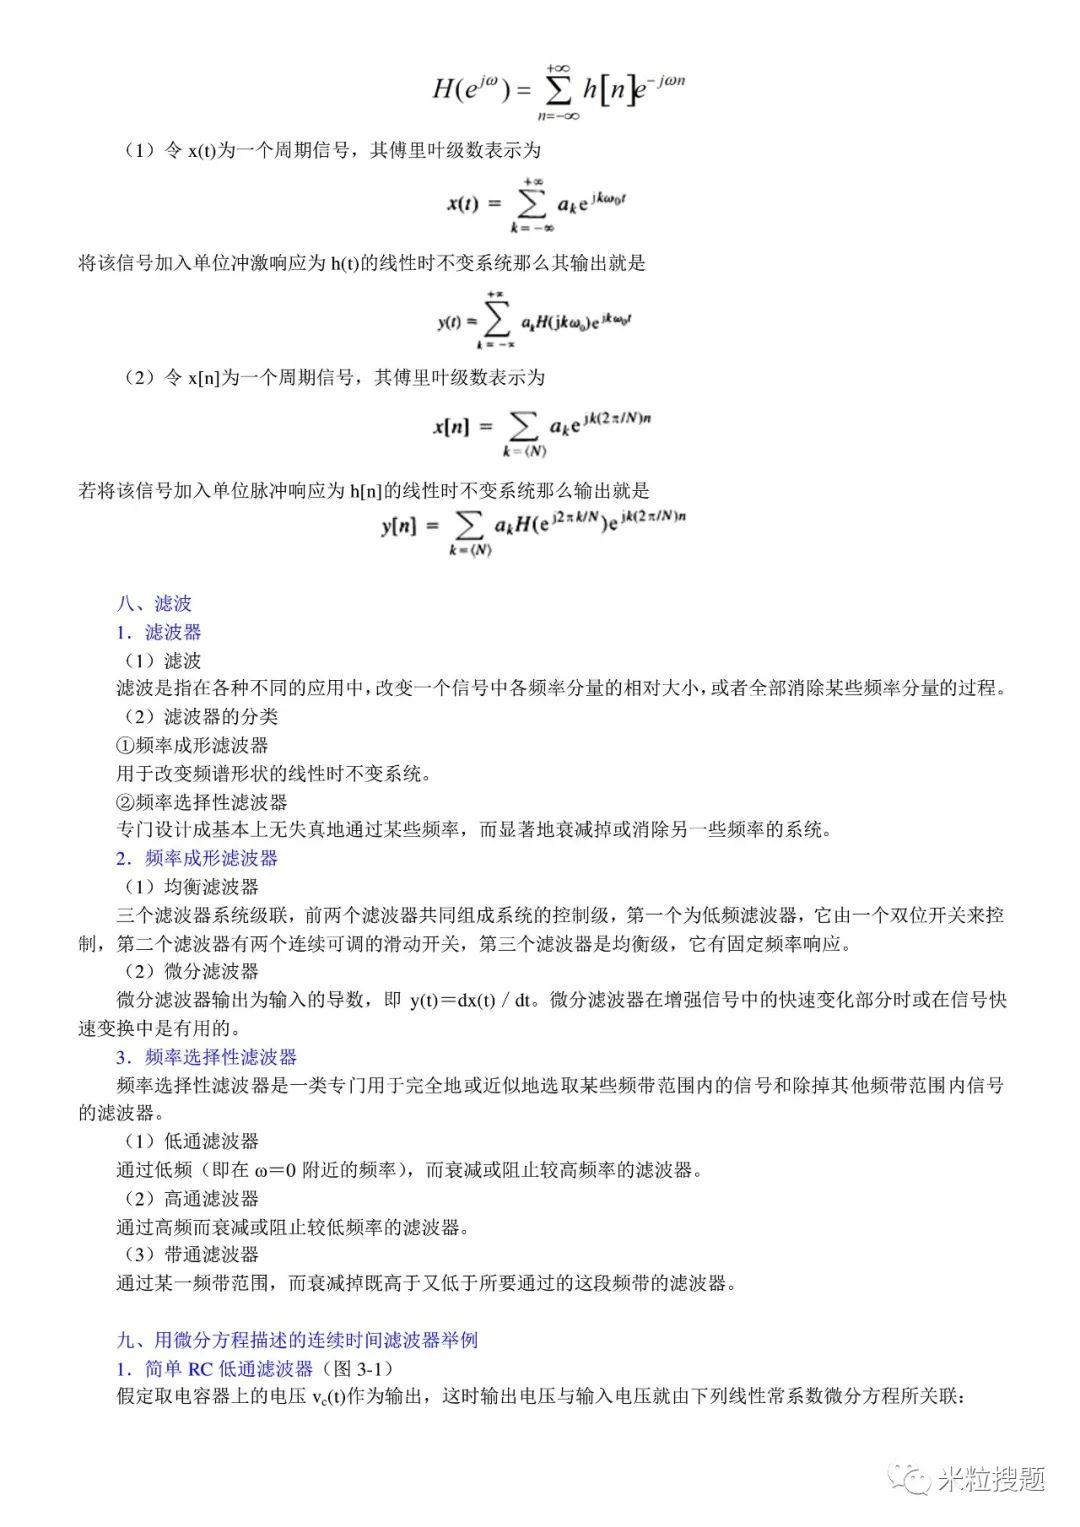 H(e^{jω}) = \sum_{n=-∞}^{+∞} h[n]e^{-jωn}
（1）令 x(t)为一个周期信号，其傅里叶级数表示为
x(t) = \sum_{k=-∞}^{+∞} a_k e^{jkω_0t}
将该信号加入单位冲激响应为 h(t)的线性时不变系统那么其输出就是
y(t) = \sum_{k=-∞}^{+∞} a_kH(jkω_0)e^{jkω_0t}
（2）令 x[n]为一个周期信号，其傅里叶级数表示为
x[n] = \sum_{k=⟨N⟩} a_k e^{jk(2π/N)n}
若将该信号加入单位脉冲响应为 h[n]的线性时不变系统那么输出就是
y[n] = \sum_{k=⟨N⟩} a_kH(e^{j2πk/N})e^{jk(2π/N)n}
八、滤波
1．滤波器
（1）滤波
滤波是指在各种不同的应用中，改变一个信号中各频率分量的相对大小，或者全部消除某些频率分量的过程。
（2）滤波器的分类
①频率成形滤波器
用于改变频谱形状的线性时不变系统。
②频率选择性滤波器
专门设计成基本上无失真地通过某些频率，而显著地衰减掉或消除另一些频率的系统。
2．频率成形滤波器
（1）均衡滤波器
三个滤波器系统级联，前两个滤波器共同组成系统的控制级，第一个为低频滤波器，它由一个双位开关来控
制，第二个滤波器有两个连续可调的滑动开关，第三个滤波器是均衡级，它有固定频率响应。
（2）微分滤波器
微分滤波器输出为输入的导数，即 y(t)＝dx(t)／dt。微分滤波器在增强信号中的快速变化部分时或在信号快
速变换中是有用的。
3．频率选择性滤波器
频率选择性滤波器是一类专门用于完全地或近似地选取某些频带范围内的信号和除掉其他频带范围内信号
的滤波器。
（1）低通滤波器
通过低频（即在 ω＝0 附近的频率），而衰减或阻止较高频率的滤波器。
（2）高通滤波器
通过高频而衰减或阻止较低频率的滤波器。
（3）带通滤波器
通过某一频带范围，而衰减掉既高于又低于所要通过的这段频带的滤波器。
九、用微分方程描述的连续时间滤波器举例
1．简单 RC 低通滤波器（图 3-1）
假定取电容器上的电压 v_c(t)作为输出，这时输出电压与输入电压就由下列线性常系数微分方程所关联：
米粒搜题